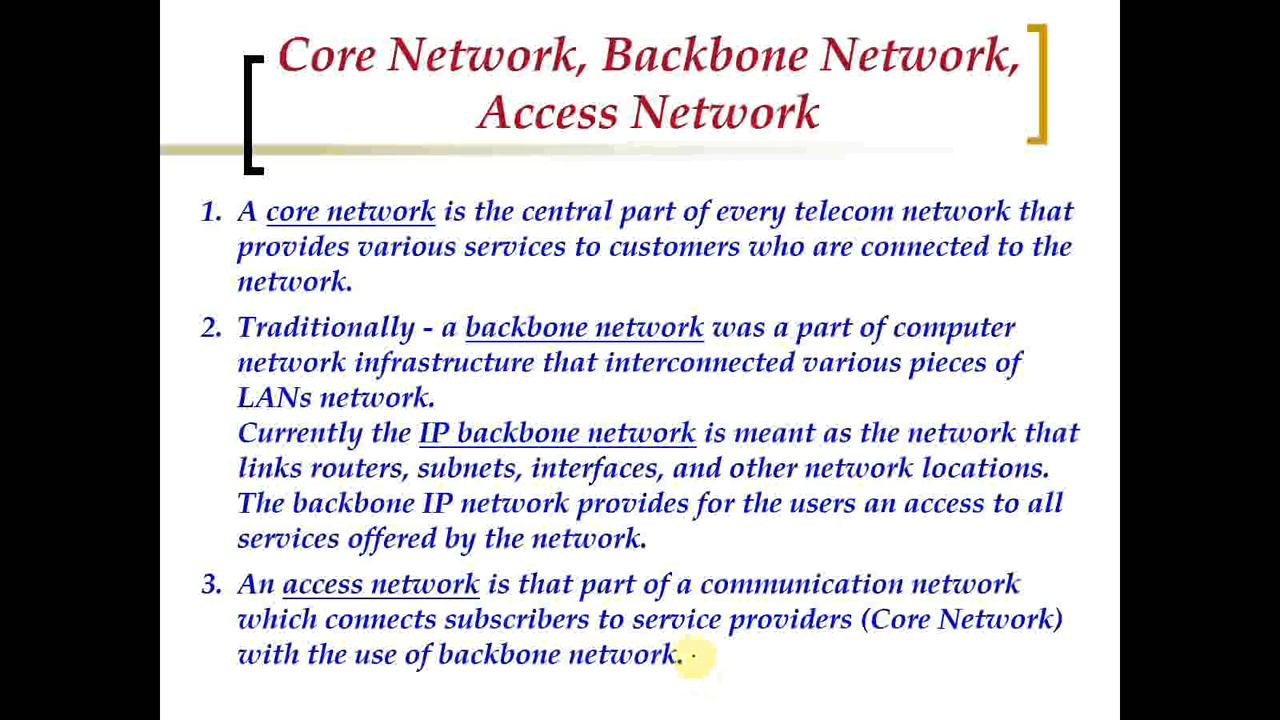 Core Network, Backbone Network,
Access Network
1. A core network is the central part of every telecom network that
provides various services to customers who are connected to the
network.
2. Traditionally - a backbone network was a part of computer
network infrastructure that interconnected various pieces of
LANs network.
Currently the IP backbone network is meant as the network that
links routers, subnets, interfaces, and other network locations.
The backbone IP network provides for the users an access to all
services offered by the network.
3. An access network is that part of a communication network
which connects subscribers to service providers (Core Network)
with the use of backbone network.